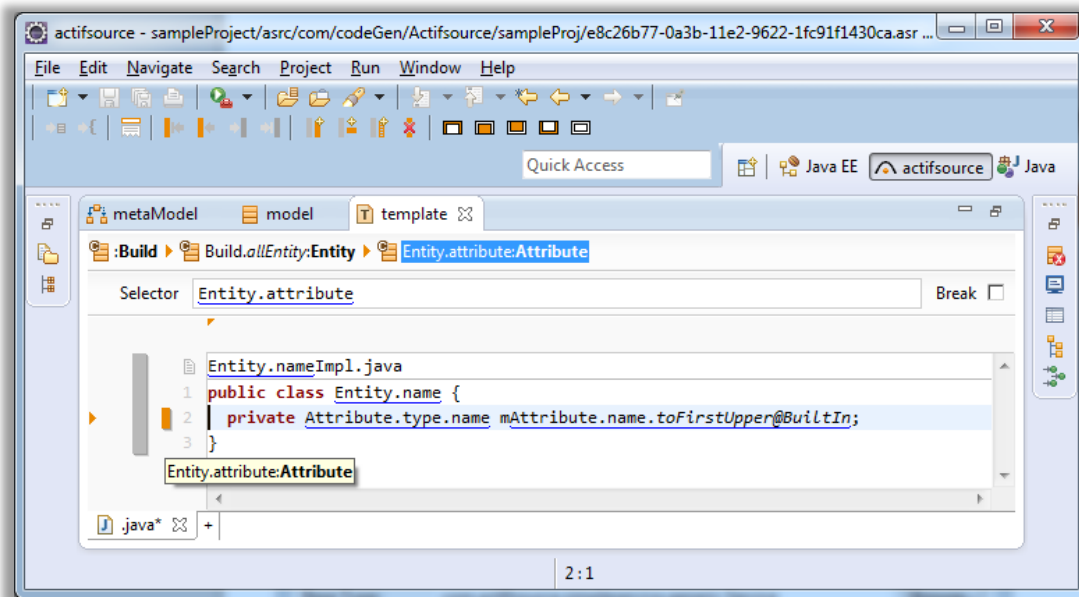 actifsource - sampleProject/asrc/com/codeGen/Actifsource/sampleProj/e8c26b77-0a3b-11e2-9622-1fc91f1430ca.asr ...
File Edit Navigate Search Project Run Window Help
Quick Access
Java EE actifsource Java
metaModel model template
:Build Build.allEntity:Entity Entity.attribute:Attribute
Selector Entity.attribute Break
Entity.nameImpl.java
1 public class Entity.name {
2 private Attribute.type.name mAttribute.name.toFirstUpper@BuiltIn;
3 }
Entity.attribute:Attribute
.java* +
2:1